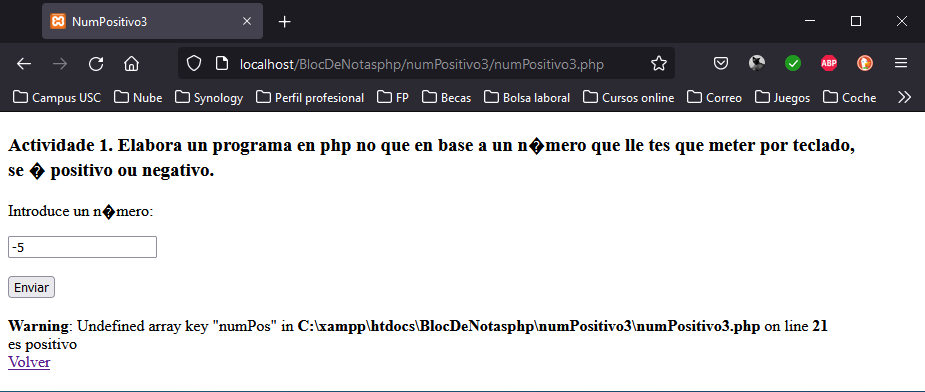 NumPositivo3
localhost/BlocDeNotasphp/numPositivo3/numPositivo3.php
ABP
Campus USC Nube Synology Perfil profesional FP Becas Bolsa laboral Cursos online Correo Juegos Coche
Actividade 1. Elabora un programa en php no que en base a un n�mero que lle tes que meter por teclado,
se � positivo ou negativo.
Introduce un n�mero:
-5
Enviar
Warning: Undefined array key "numPos" in C:\xampp\htdocs\BlocDeNotasphp\numPositivo3\numPositivo3.php on line 21
es positivo
Volver